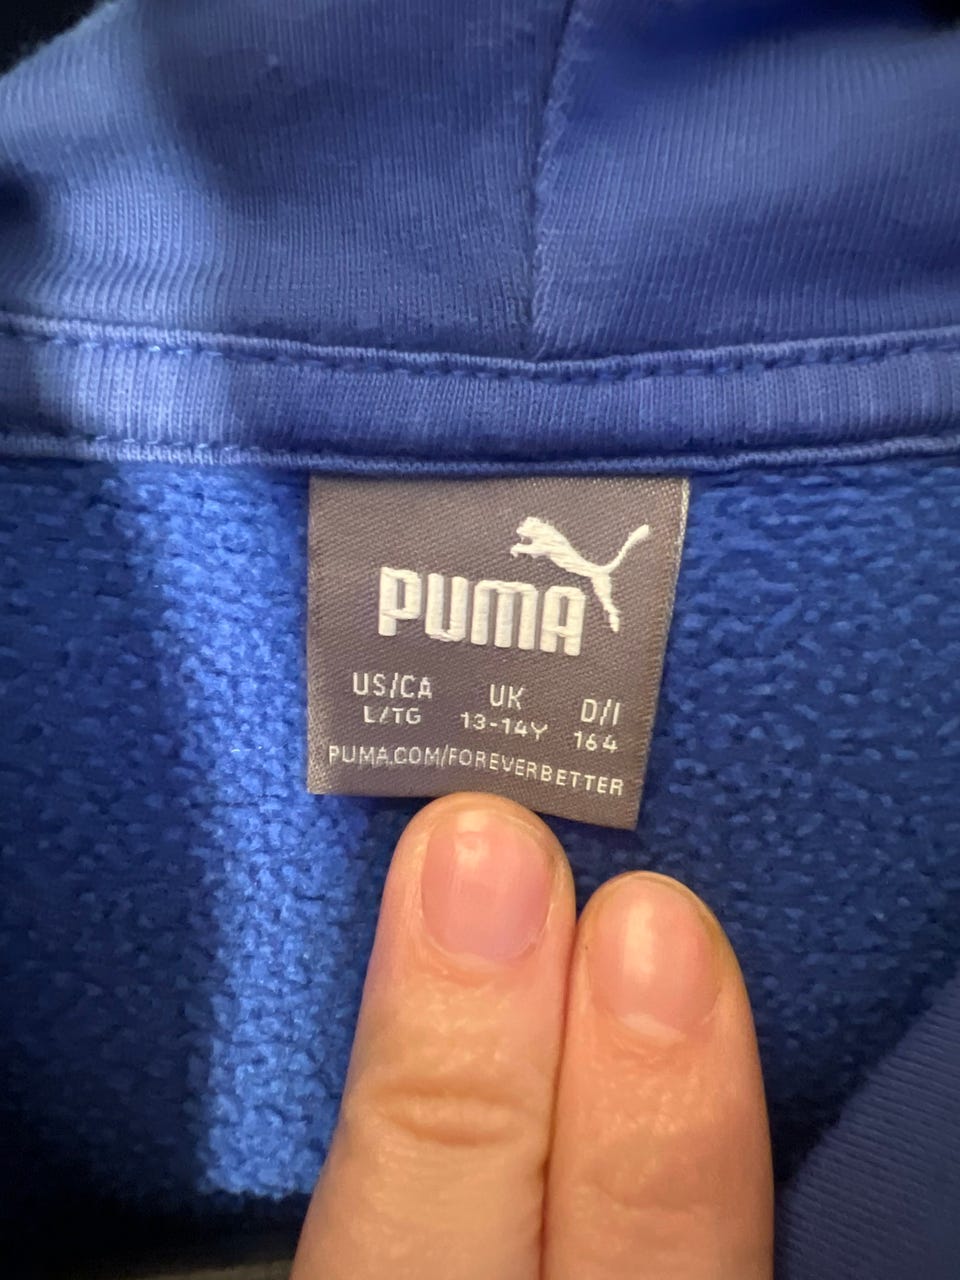 PUMA
US/CA UK D/I
L/TG 13-14Y 164
PUMA.COM/FOREVERBETTER